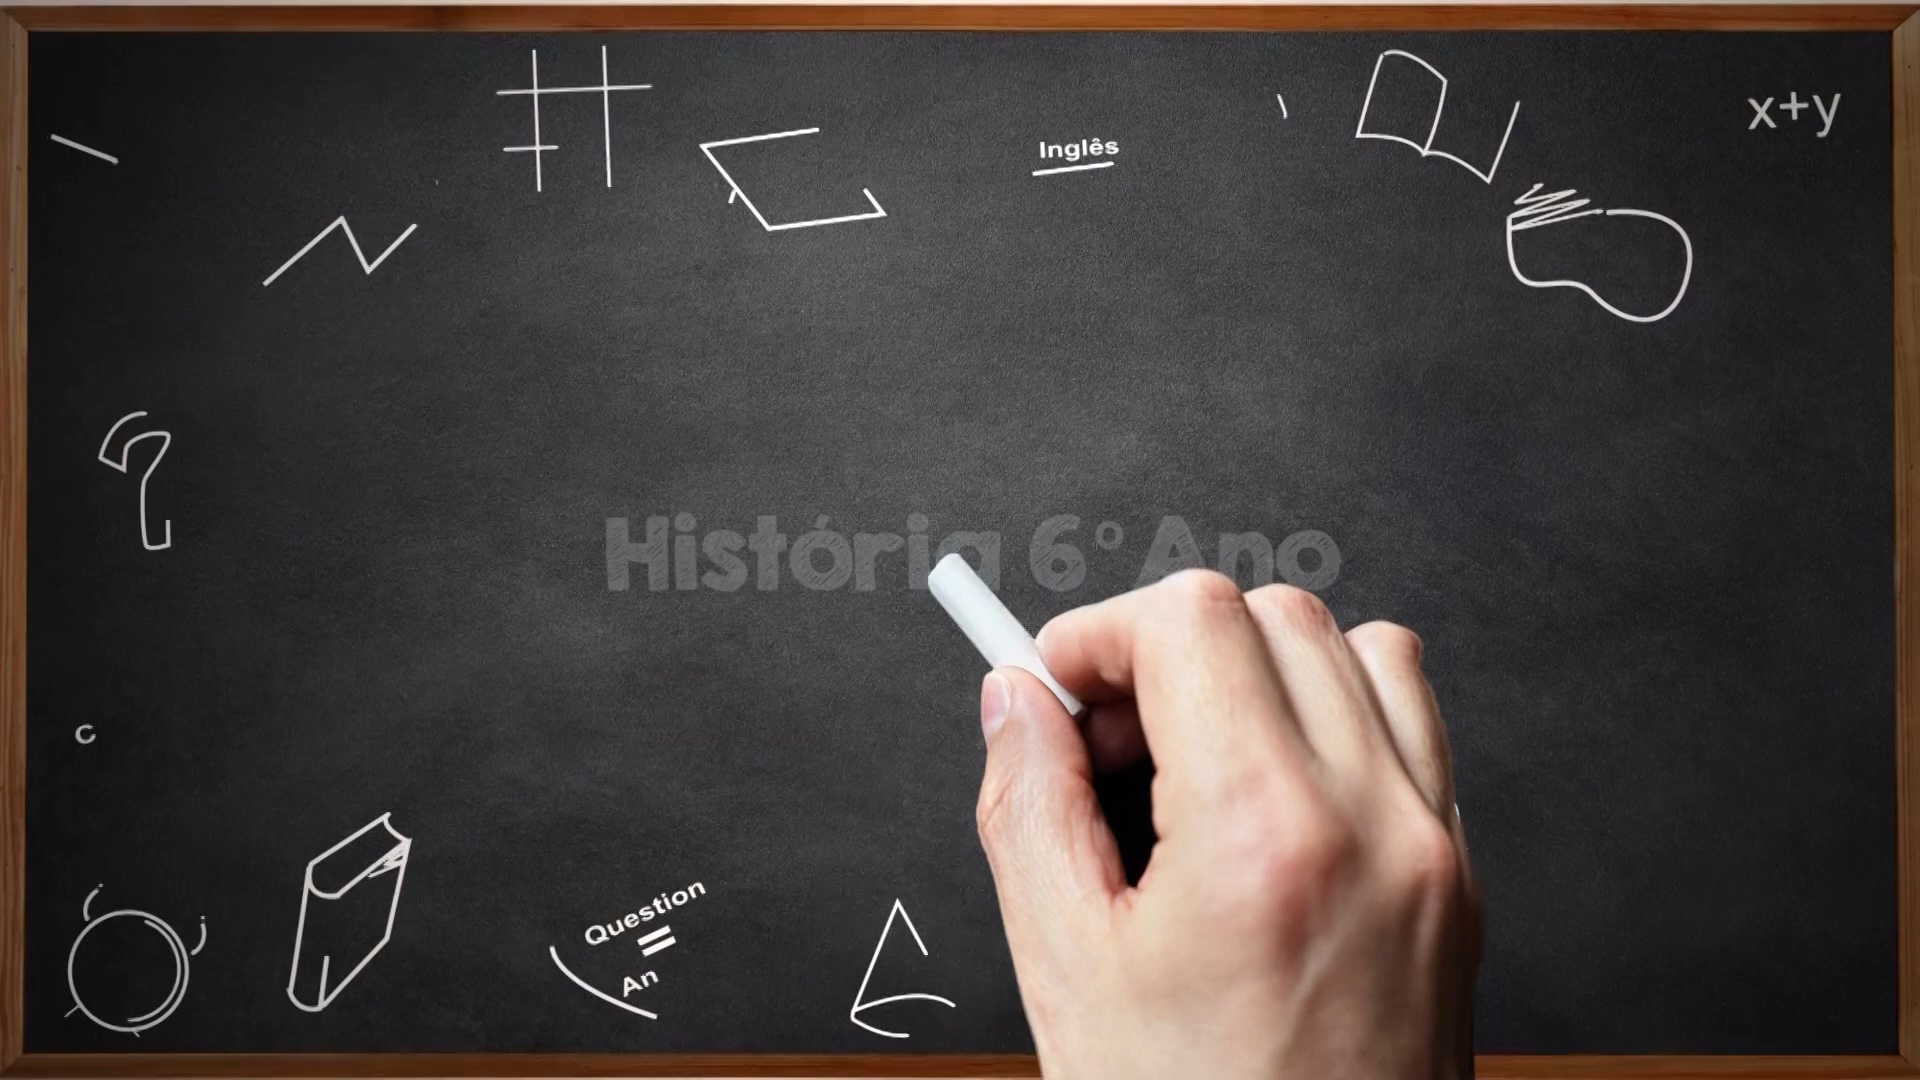 Inglês
x+y
História 6° Ano
c
Question
=
An